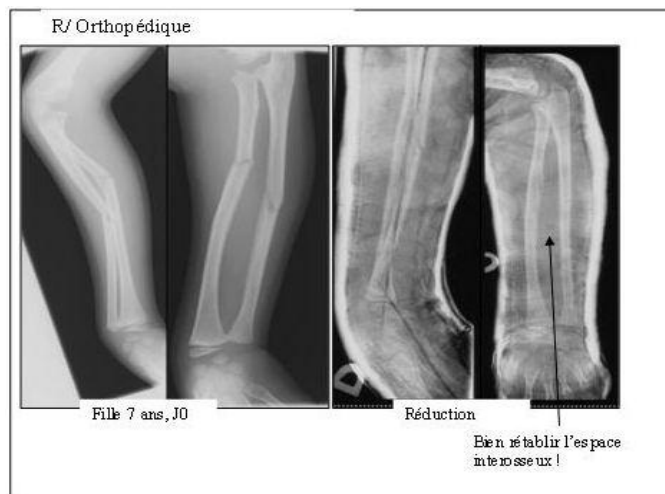 R/ Orthopédique
Fille 7 ans, J0
Réduction
Bien rétablir l'espace
interosseux !
D